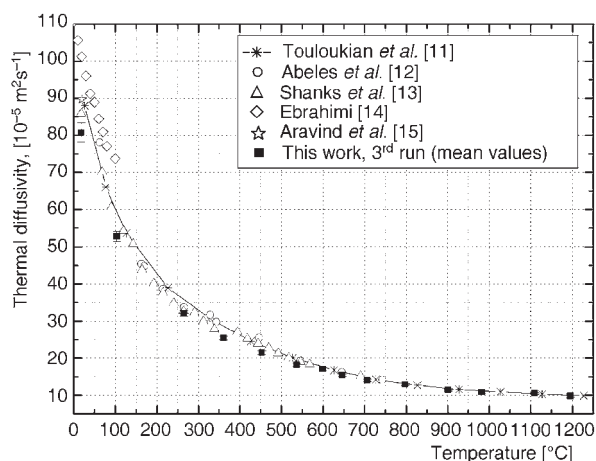 Thermal diffusivity, [10⁻⁵ m²s⁻¹]
110
100
90
80
70
60
50
40
30
20
10
Touloukian et al. [11]
Abeles et al. [12]
Shanks et al. [13]
Ebrahimi [14]
Aravind et al. [15]
This work, 3rd run (mean values)
0 100 200 300 400 500 600 700 800 900 1000 1100 1200
Temperature [°C]